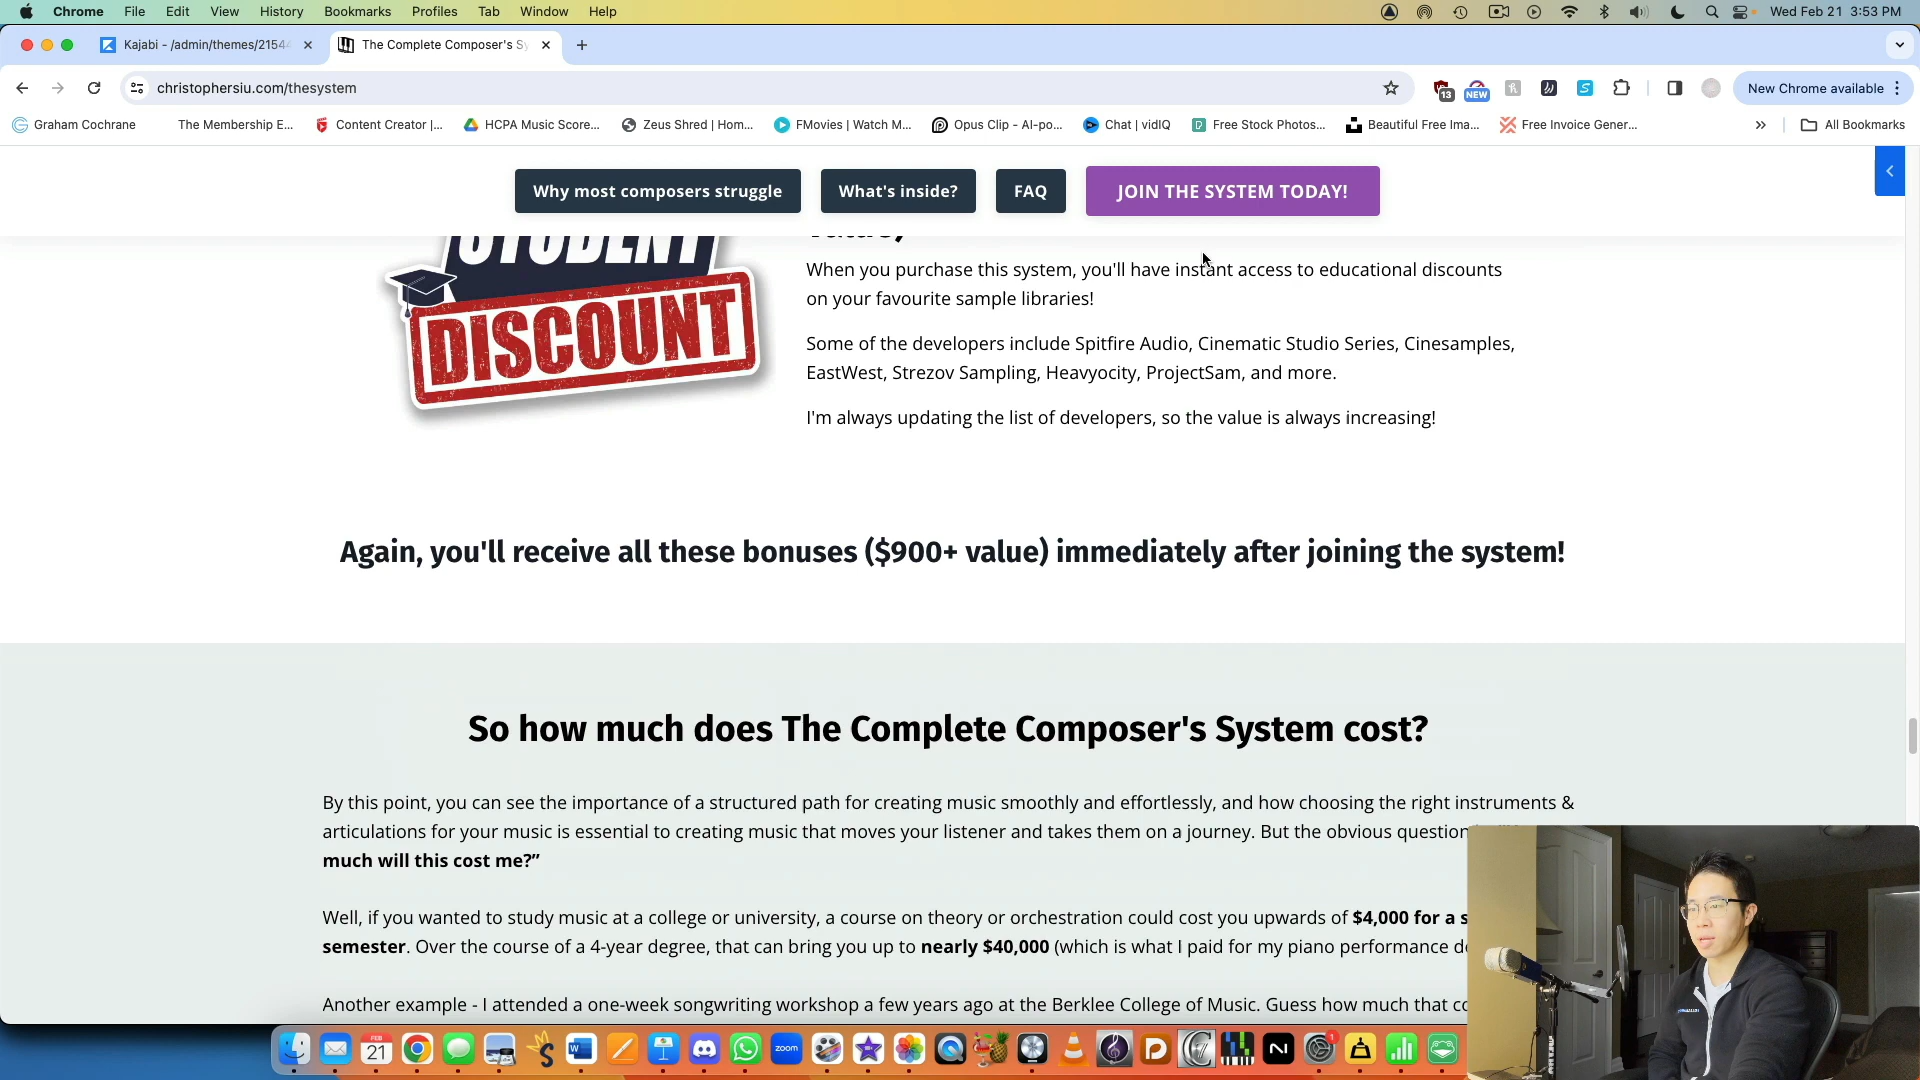 Chrome File Edit View History Bookmarks Profiles Tab Window Help Wed Feb 21 3:53 PM
Kajabi - /admin/themes/2154 The Complete Composer's Sy
christophersiu.com/thesystem 13 NEW New Chrome available
Graham Cochrane The Membership E... Content Creator |... HCPA Music Score... Zeus Shred | Hom... FMovies | Watch M... Opus Clip - AI-po... Chat | vidIQ Free Stock Photos... Beautiful Free Ima... Free Invoice Gener... » All Bookmarks
Why most composers struggle What's inside? FAQ JOIN THE SYSTEM TODAY!
STUDENT
DISCOUNT
When you purchase this system, you'll have instant access to educational discounts
on your favourite sample libraries!
Some of the developers include Spitfire Audio, Cinematic Studio Series, Cinesamples,
EastWest, Strezov Sampling, Heavyocity, ProjectSam, and more.
I'm always updating the list of developers, so the value is always increasing!
Again, you'll receive all these bonuses ($900+ value) immediately after joining the system!
So how much does The Complete Composer's System cost?
By this point, you can see the importance of a structured path for creating music smoothly and effortlessly, and how choosing the right instruments &
articulations for your music is essential to creating music that moves your listener and takes them on a journey. But the obvious question
much will this cost me?”
Well, if you wanted to study music at a college or university, a course on theory or orchestration could cost you upwards of $4,000 for a s
semester. Over the course of a 4-year degree, that can bring you up to nearly $40,000 (which is what I paid for my piano performance de
Another example - I attended a one-week songwriting workshop a few years ago at the Berklee College of Music. Guess how much that co
FEB
21
zoom
1